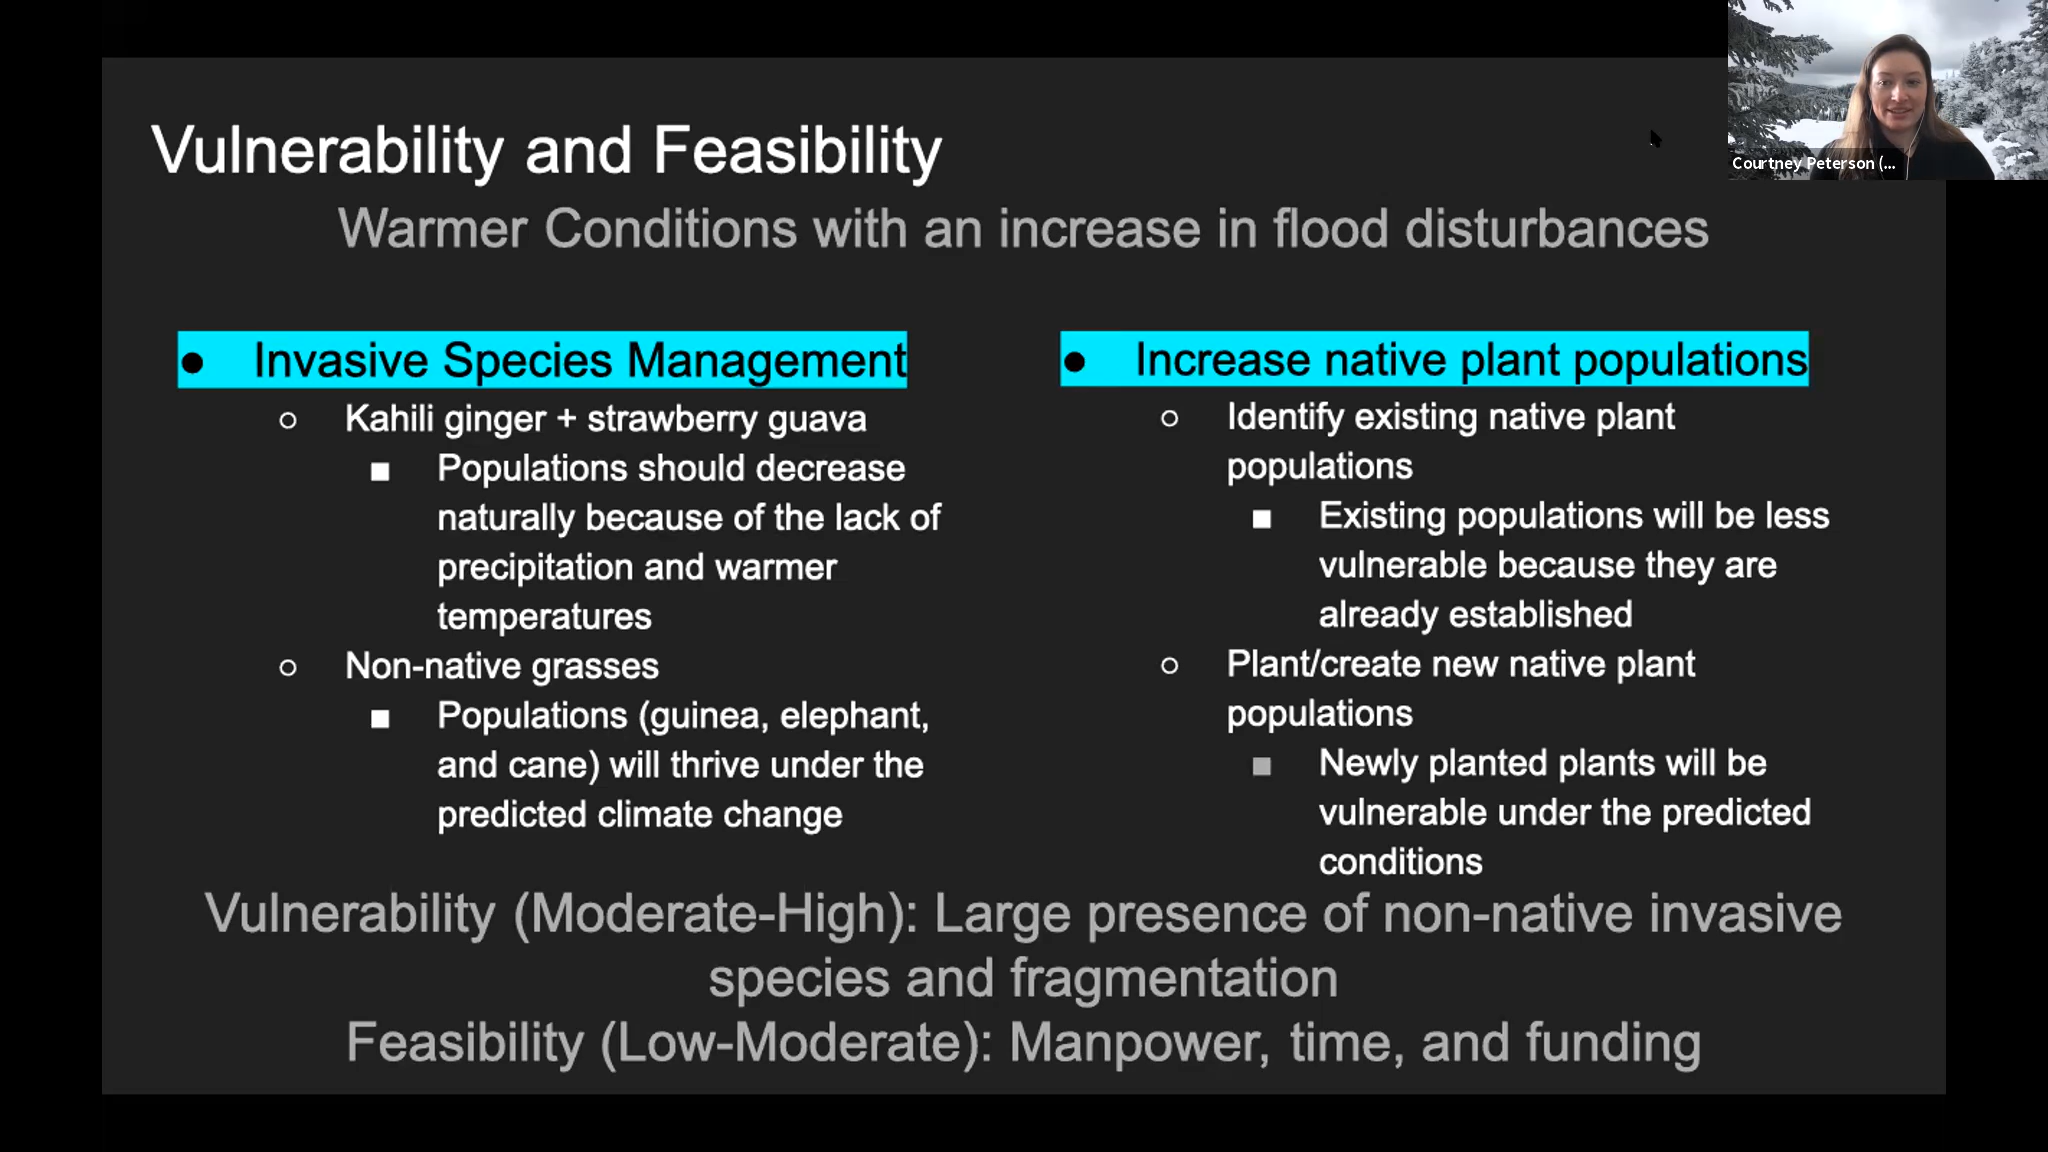 Vulnerability and Feasibility
Courtney Peterson (...
Warmer Conditions with an increase in flood disturbances
● Invasive Species Management
○ Kahili ginger + strawberry guava
■ Populations should decrease
naturally because of the lack of
precipitation and warmer
temperatures
○ Non-native grasses
■ Populations (guinea, elephant,
and cane) will thrive under the
predicted climate change
● Increase native plant populations
○ Identify existing native plant
populations
■ Existing populations will be less
vulnerable because they are
already established
○ Plant/create new native plant
populations
■ Newly planted plants will be
vulnerable under the predicted
conditions
Vulnerability (Moderate-High): Large presence of non-native invasive
species and fragmentation
Feasibility (Low-Moderate): Manpower, time, and funding